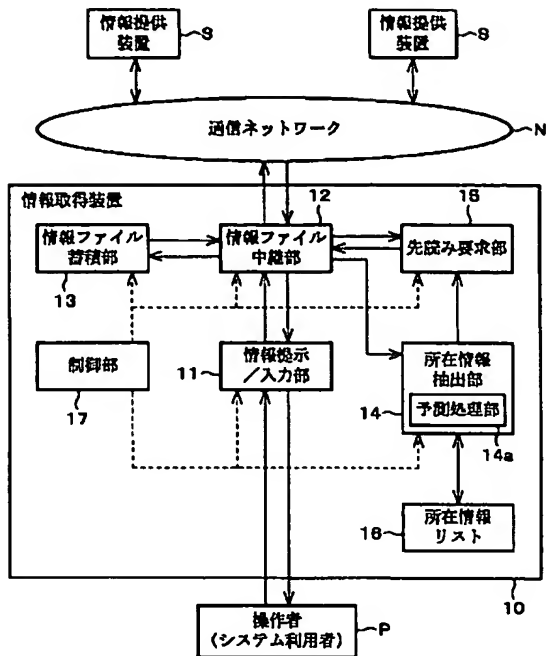 情報提供
装置
S
情報提供
装置
S
通信ネットワーク
N
情報取得装置
12
15
情報ファイル
蓄積部
13
情報ファイル
中継部
先読み要求部
制御部
17
11
情報提示
/入力部
所在情報
抽出部
14
予測処理部
14a
16
所在情報
リスト
10
操作者
(システム利用者)
P